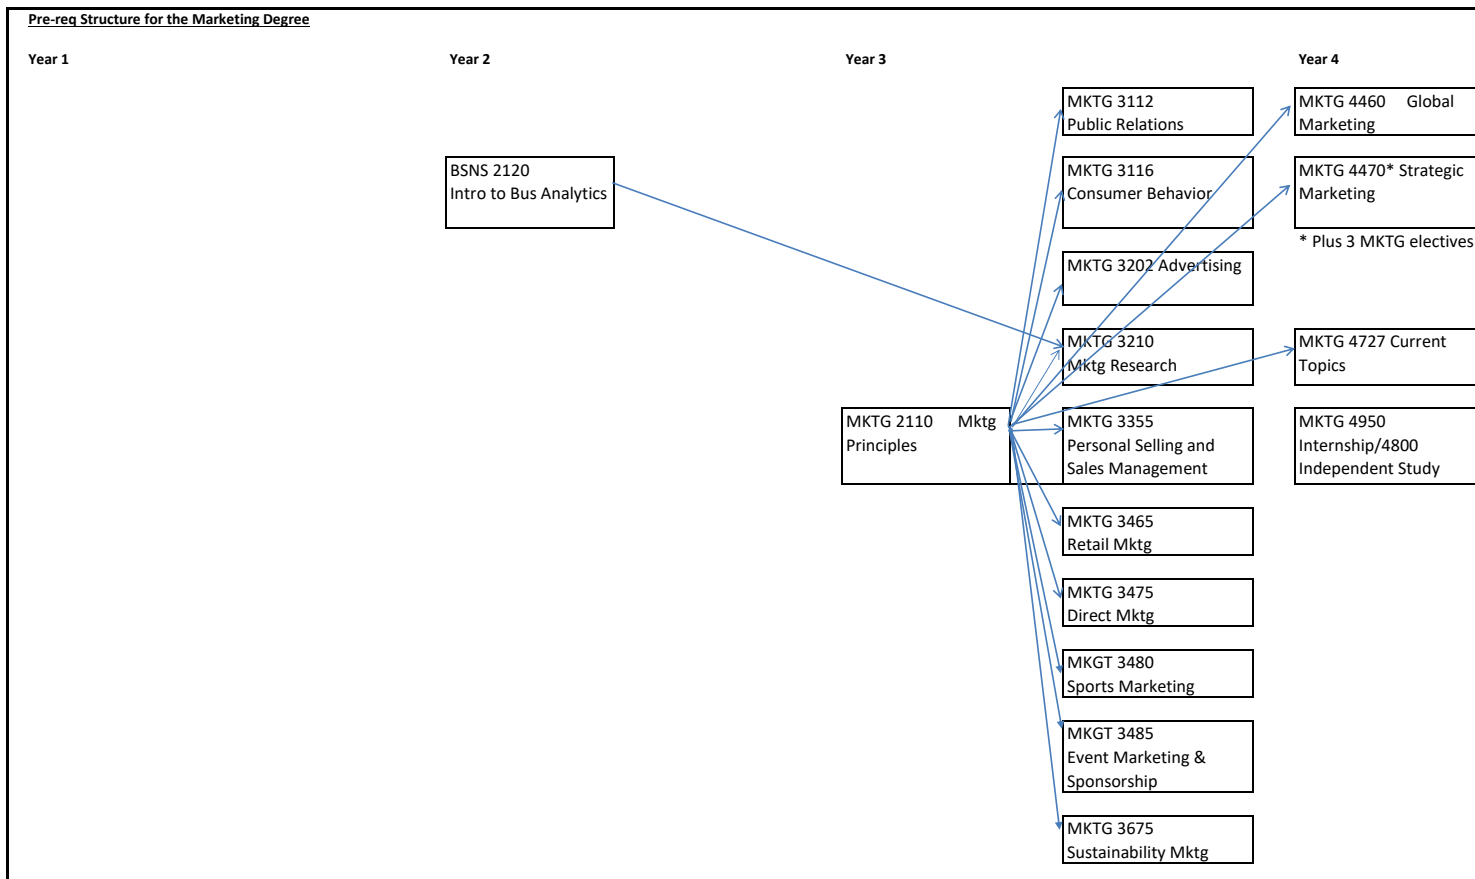 Pre-req Structure for the Marketing Degree
Year 1
Year 2
Year 3
Year 4
BSNS 2120
Intro to Bus Analytics
MKTG 2110 Mktg
Principles
MKTG 3112
Public Relations
MKTG 3116
Consumer Behavior
MKTG 3202 Advertising
MKTG 3210
Mktg Research
MKTG 3355
Personal Selling and
Sales Management
MKTG 3465
Retail Mktg
MKTG 3475
Direct Mktg
MKGT 3480
Sports Marketing
MKGT 3485
Event Marketing &
Sponsorship
MKTG 3675
Sustainability Mktg
MKTG 4460 Global
Marketing
MKTG 4470* Strategic
Marketing
* Plus 3 MKTG electives
MKTG 4727 Current
Topics
MKTG 4950
Internship/4800
Independent Study